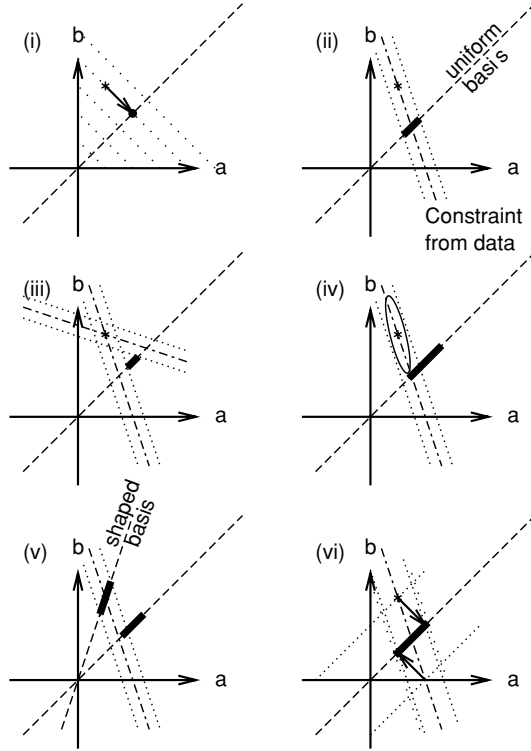 (i)
b
a
(ii)
b
uniform
basis
a
Constraint
from data
(iii)
b
a
(iv)
b
a
(v)
b
shaped
basis
a
(vi)
b
a